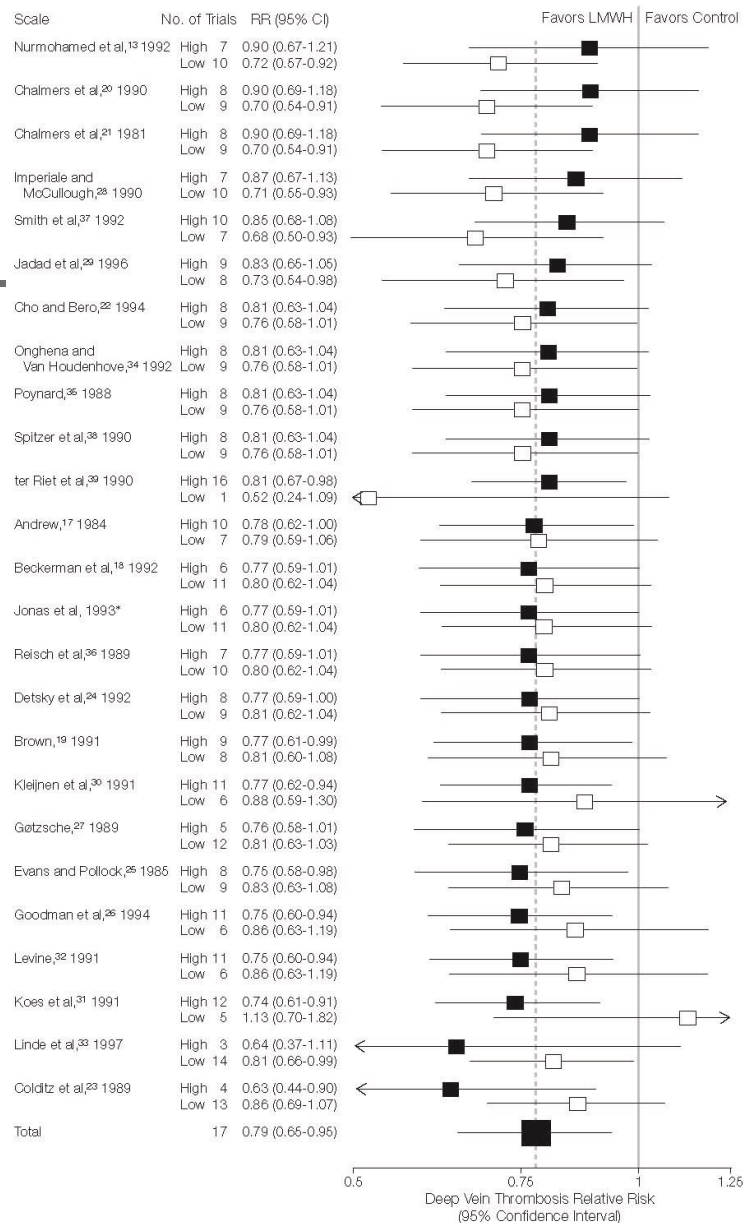 Scale No. of Trials RR (95% CI) Favors LMWH Favors Control
Nurmohamed et al,¹³ 1992 High 7 0.90 (0.67-1.21)
Low 10 0.72 (0.57-0.92)
Chalmers et al,²⁰ 1990 High 8 0.90 (0.69-1.18)
Low 9 0.70 (0.54-0.91)
Chalmers et al,²¹ 1981 High 8 0.90 (0.69-1.18)
Low 9 0.70 (0.54-0.91)
Imperiale and High 7 0.87 (0.67-1.13)
McCullough,²⁸ 1990 Low 10 0.71 (0.55-0.93)
Smith et al,³⁷ 1992 High 10 0.85 (0.68-1.08)
Low 7 0.68 (0.50-0.93)
Jadad et al,²⁹ 1996 High 9 0.83 (0.65-1.05)
Low 8 0.73 (0.54-0.98)
Cho and Bero,²² 1994 High 8 0.81 (0.63-1.04)
Low 9 0.76 (0.58-1.01)
Onghena and High 8 0.81 (0.63-1.04)
Van Houdenhove,³⁴ 1992 Low 9 0.76 (0.58-1.01)
Poynard,³⁵ 1988 High 8 0.81 (0.63-1.04)
Low 9 0.76 (0.58-1.01)
Spitzer et al,³⁸ 1990 High 8 0.81 (0.63-1.04)
Low 9 0.76 (0.58-1.01)
ter Riet et al,³⁹ 1990 High 16 0.81 (0.67-0.98)
Low 1 0.52 (0.24-1.09)
Andrew,¹⁷ 1984 High 10 0.78 (0.62-1.00)
Low 7 0.79 (0.59-1.06)
Beckerman et al,¹⁸ 1992 High 6 0.77 (0.59-1.01)
Low 11 0.80 (0.62-1.04)
Jonas et al, 1993* High 6 0.77 (0.59-1.01)
Low 11 0.80 (0.62-1.04)
Reisch et al,³⁶ 1989 High 7 0.77 (0.59-1.01)
Low 10 0.80 (0.62-1.04)
Detsky et al,²⁴ 1992 High 8 0.77 (0.59-1.00)
Low 9 0.81 (0.62-1.04)
Brown,¹⁹ 1991 High 9 0.77 (0.61-0.99)
Low 8 0.81 (0.60-1.08)
Kleijnen et al,³⁰ 1991 High 11 0.77 (0.62-0.94)
Low 6 0.88 (0.59-1.30)
Gøtzsche,²⁷ 1989 High 5 0.76 (0.58-1.01)
Low 12 0.81 (0.63-1.03)
Evans and Pollock,²⁵ 1985 High 8 0.75 (0.58-0.98)
Low 9 0.83 (0.63-1.08)
Goodman et al,²⁶ 1994 High 11 0.75 (0.60-0.94)
Low 6 0.86 (0.63-1.19)
Levine,³² 1991 High 11 0.75 (0.60-0.94)
Low 6 0.86 (0.63-1.19)
Koes et al,³¹ 1991 High 12 0.74 (0.61-0.91)
Low 5 1.13 (0.70-1.82)
Linde et al,³³ 1997 High 3 0.64 (0.37-1.11)
Low 14 0.81 (0.66-0.99)
Colditz et al,²³ 1989 High 4 0.63 (0.44-0.90)
Low 13 0.86 (0.69-1.07)
Total 17 0.79 (0.65-0.95)
0.5 0.75 1 1.25
Deep Vein Thrombosis Relative Risk
(95% Confidence Interval)